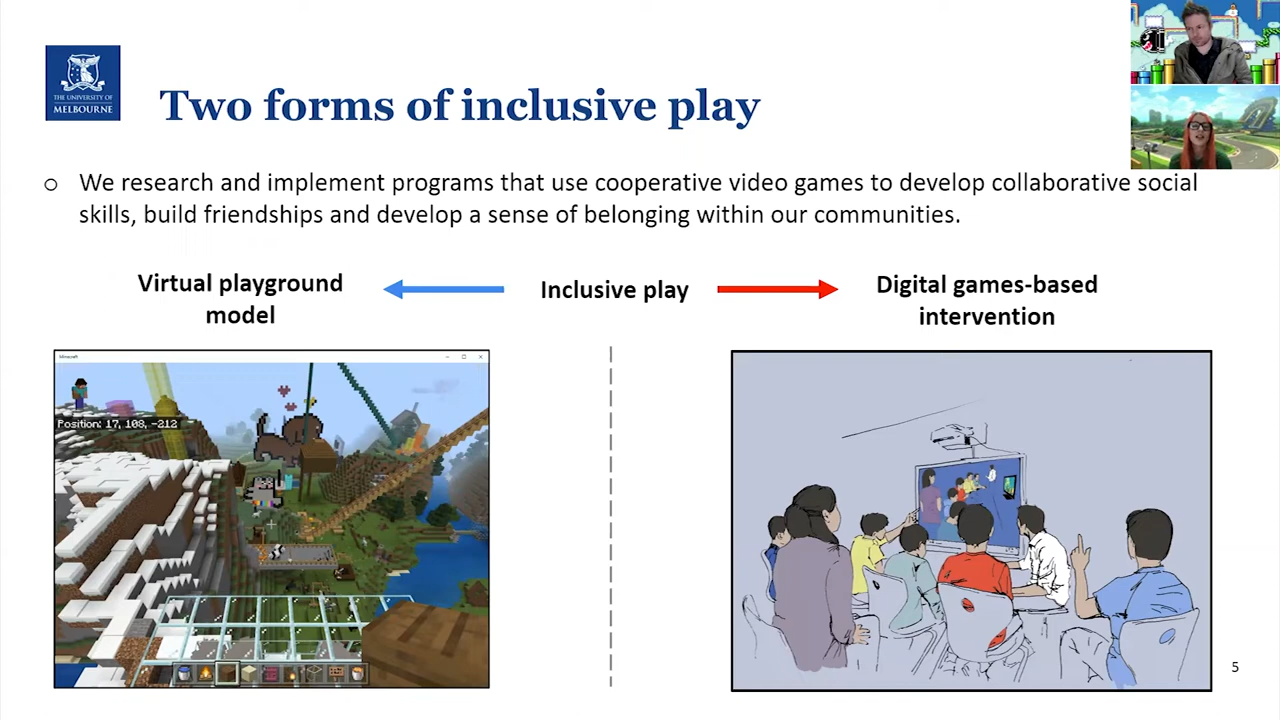 THE UNIVERSITY OF
MELBOURNE
Two forms of inclusive play
o We research and implement programs that use cooperative video games to develop collaborative social
skills, build friendships and develop a sense of belonging within our communities.
Virtual playground
model
Inclusive play
Digital games-based
intervention
Minecraft
Position: 17, 108, -212
5